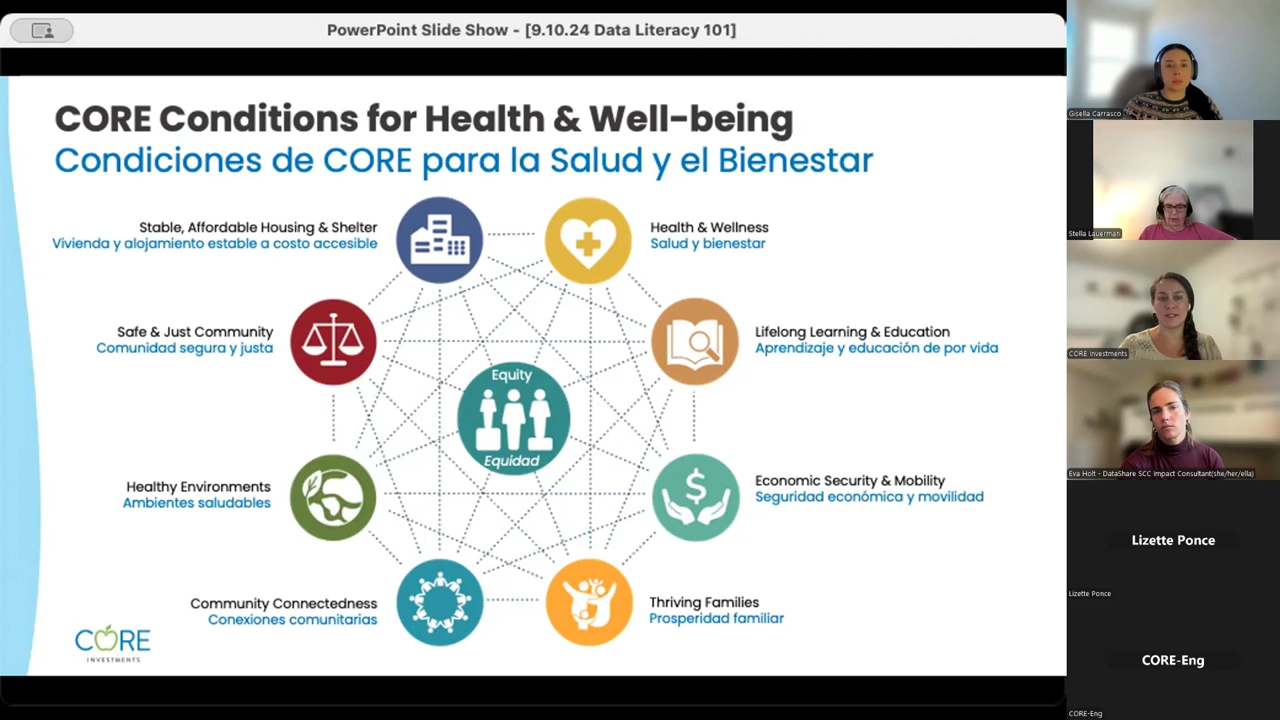 PowerPoint Slide Show - [9.10.24 Data Literacy 101]
CORE Conditions for Health & Well-being
Condiciones de CORE para la Salud y el Bienestar
Stable, Affordable Housing & Shelter
Vivienda y alojamiento estable a costo accesible
Health & Wellness
Salud y bienestar
Safe & Just Community
Comunidad segura y justa
Lifelong Learning & Education
Aprendizaje y educación de por vida
Equity
Equidad
Healthy Environments
Ambientes saludables
Economic Security & Mobility
Seguridad económica y movilidad
Community Connectedness
Conexiones comunitarias
Thriving Families
Prosperidad familiar
CORE
INVESTMENTS
Gisella Carrasco
Stella Lauerman
CORE Investments
Eva Holt - DataShare SCC Impact Consultant(she/her/ella)
Lizette Ponce
Lizette Ponce
CORE-Eng
CORE-Eng